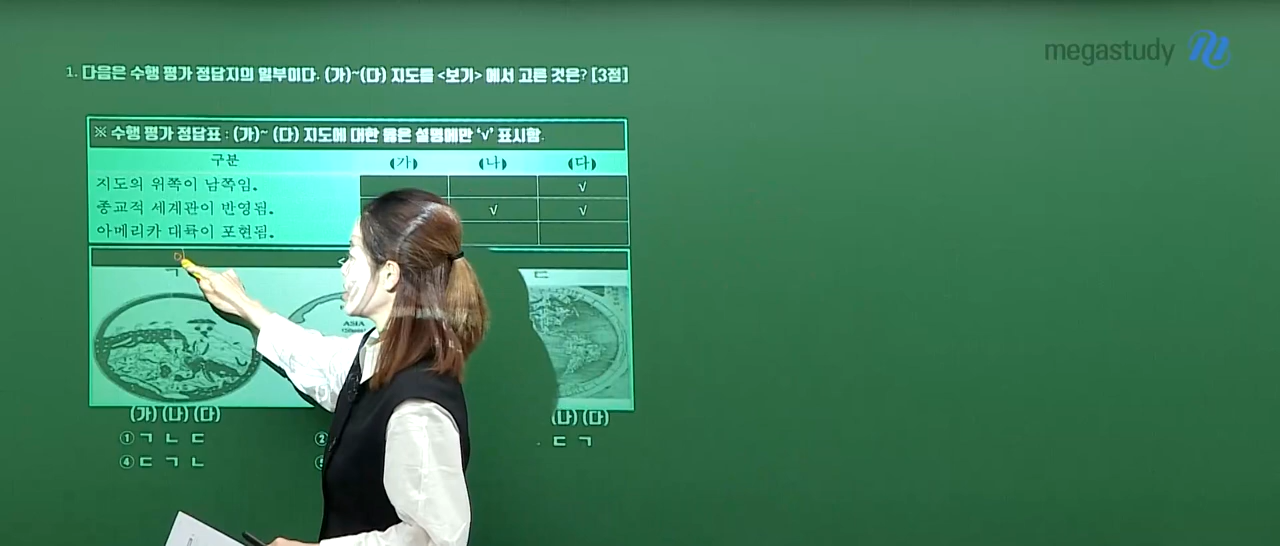 megastudy
1. 다음은 수행 평가 정답지의 일부이다. (가)~(다) 지도를 <보기> 에서 고른 것은? [3점]
※ 수행 평가 정답표 : (가)~ (다) 지도에 대한 옳은 설명에만 '√' 표시함.
구분 (가) (나) (다)
지도의 위쪽이 남쪽임. √
종교적 세계관이 반영됨. √ √
아메리카 대륙이 포현됨.
<
ㄱ ㄷ
ASIA
(가) (나) (다) (나) (다)
① ㄱ ㄴ ㄷ ② ㄷ ㄱ
④ ㄷ ㄱ ㄴ